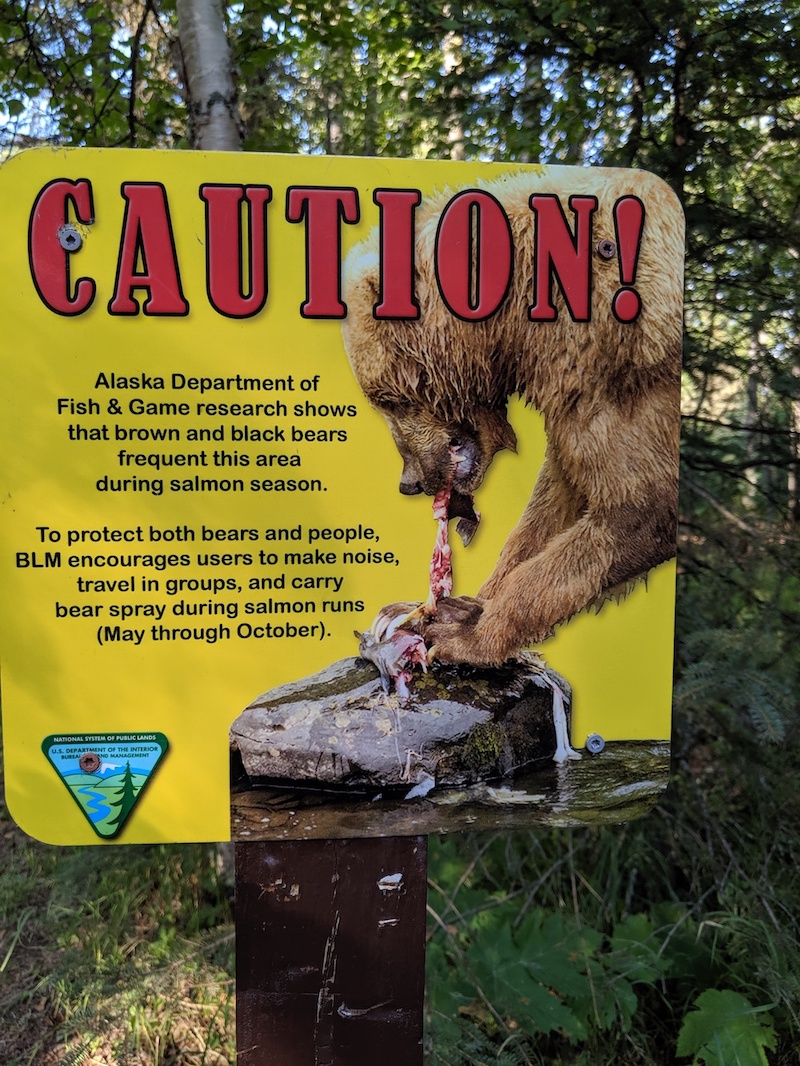 CAUTION!
Alaska Department of
Fish & Game research shows
that brown and black bears
frequent this area
during salmon season.
To protect both bears and people,
BLM encourages users to make noise,
travel in groups, and carry
bear spray during salmon runs
(May through October).
NATIONAL SYSTEM OF PUBLIC LANDS
U.S. DEPARTMENT OF THE INTERIOR
MANAGEMENT